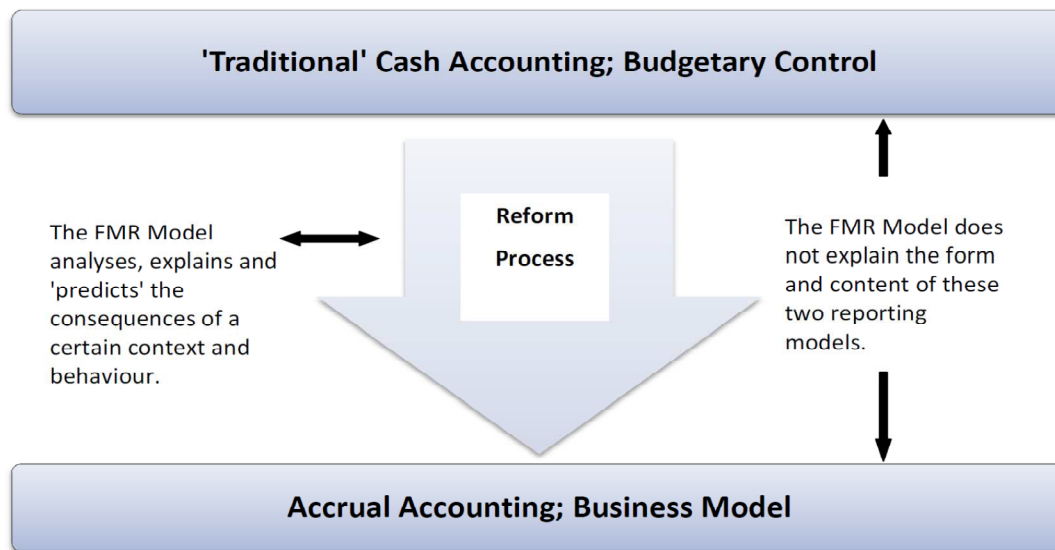 'Traditional' Cash Accounting; Budgetary Control
The FMR Model
analyses, explains and
'predicts' the
consequences of a
certain context and
behaviour.
Reform
Process
The FMR Model does
not explain the form
and content of these
two reporting
models.
Accrual Accounting; Business Model